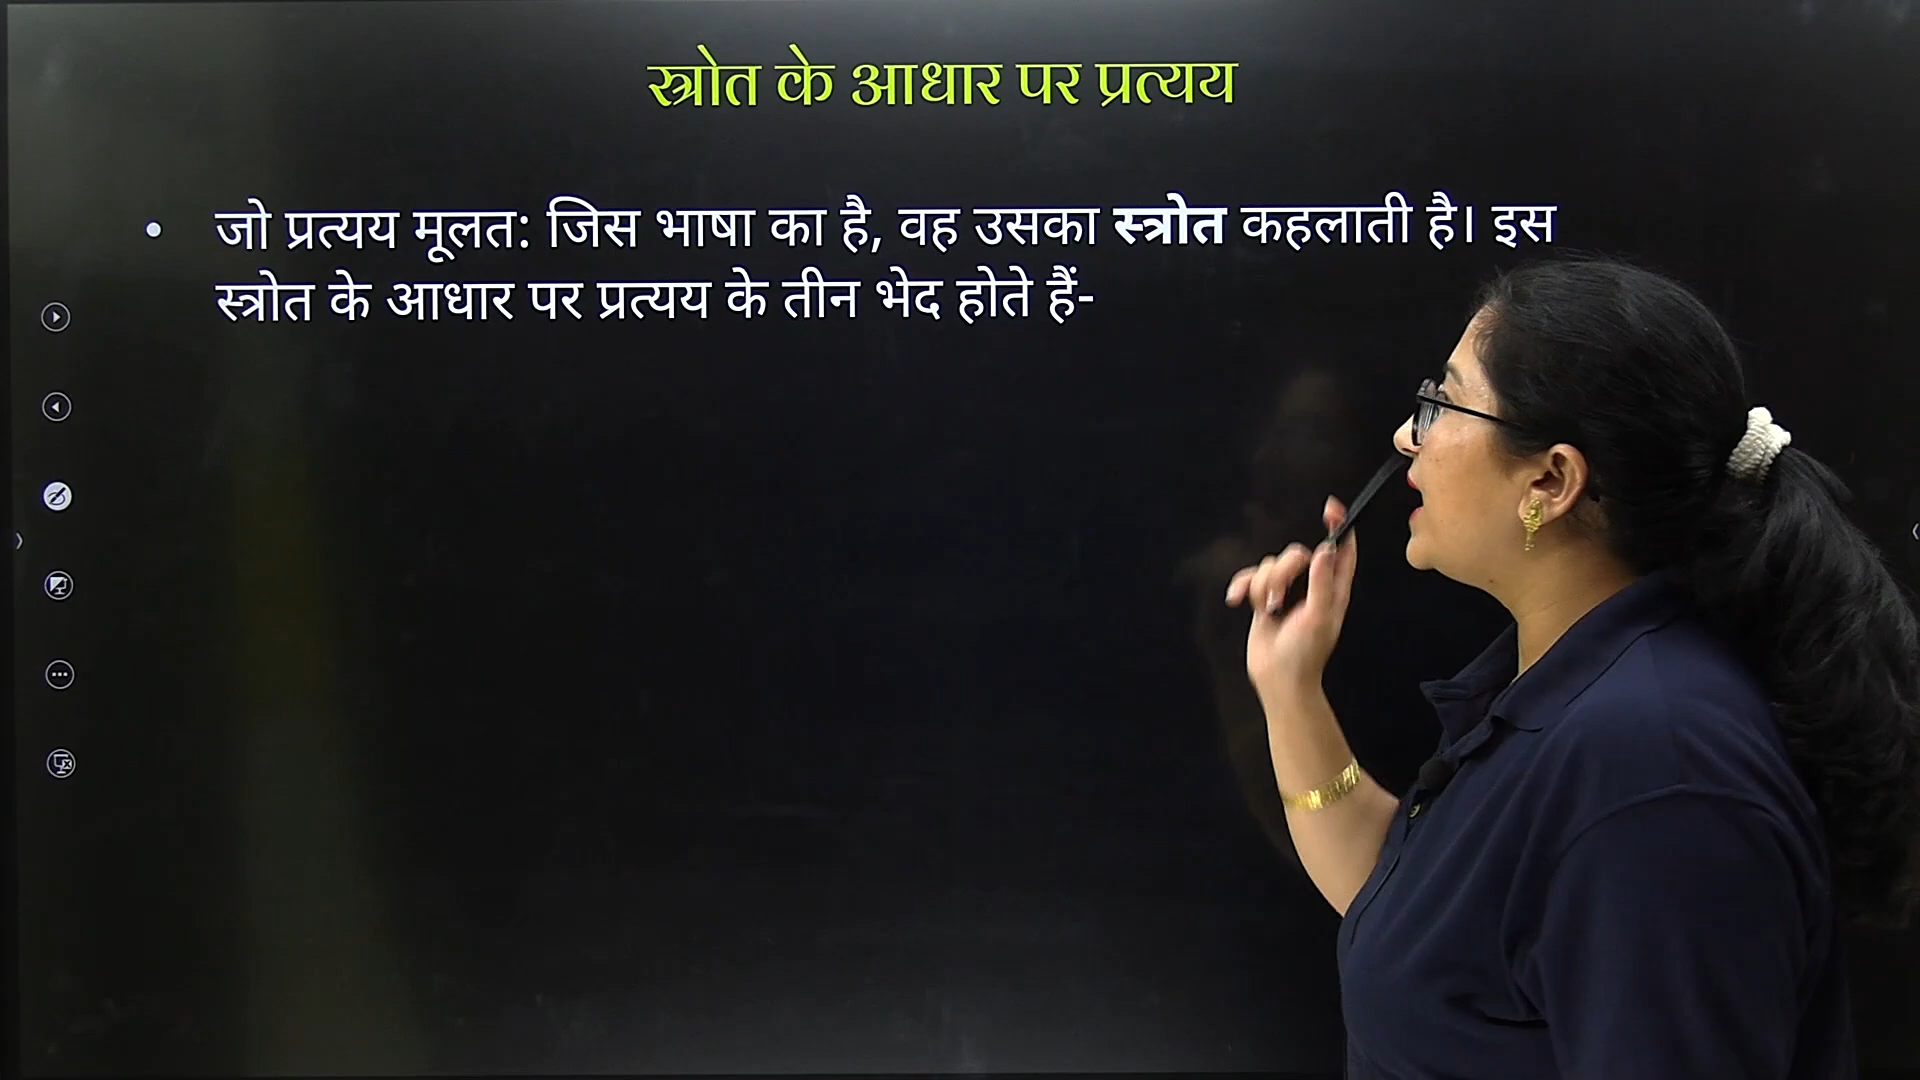 स्त्रोत के आधार पर प्रत्यय
• जो प्रत्यय मूलत: जिस भाषा का है, वह उसका स्त्रोत कहलाती है। इस
स्त्रोत के आधार पर प्रत्यय के तीन भेद होते हैं-